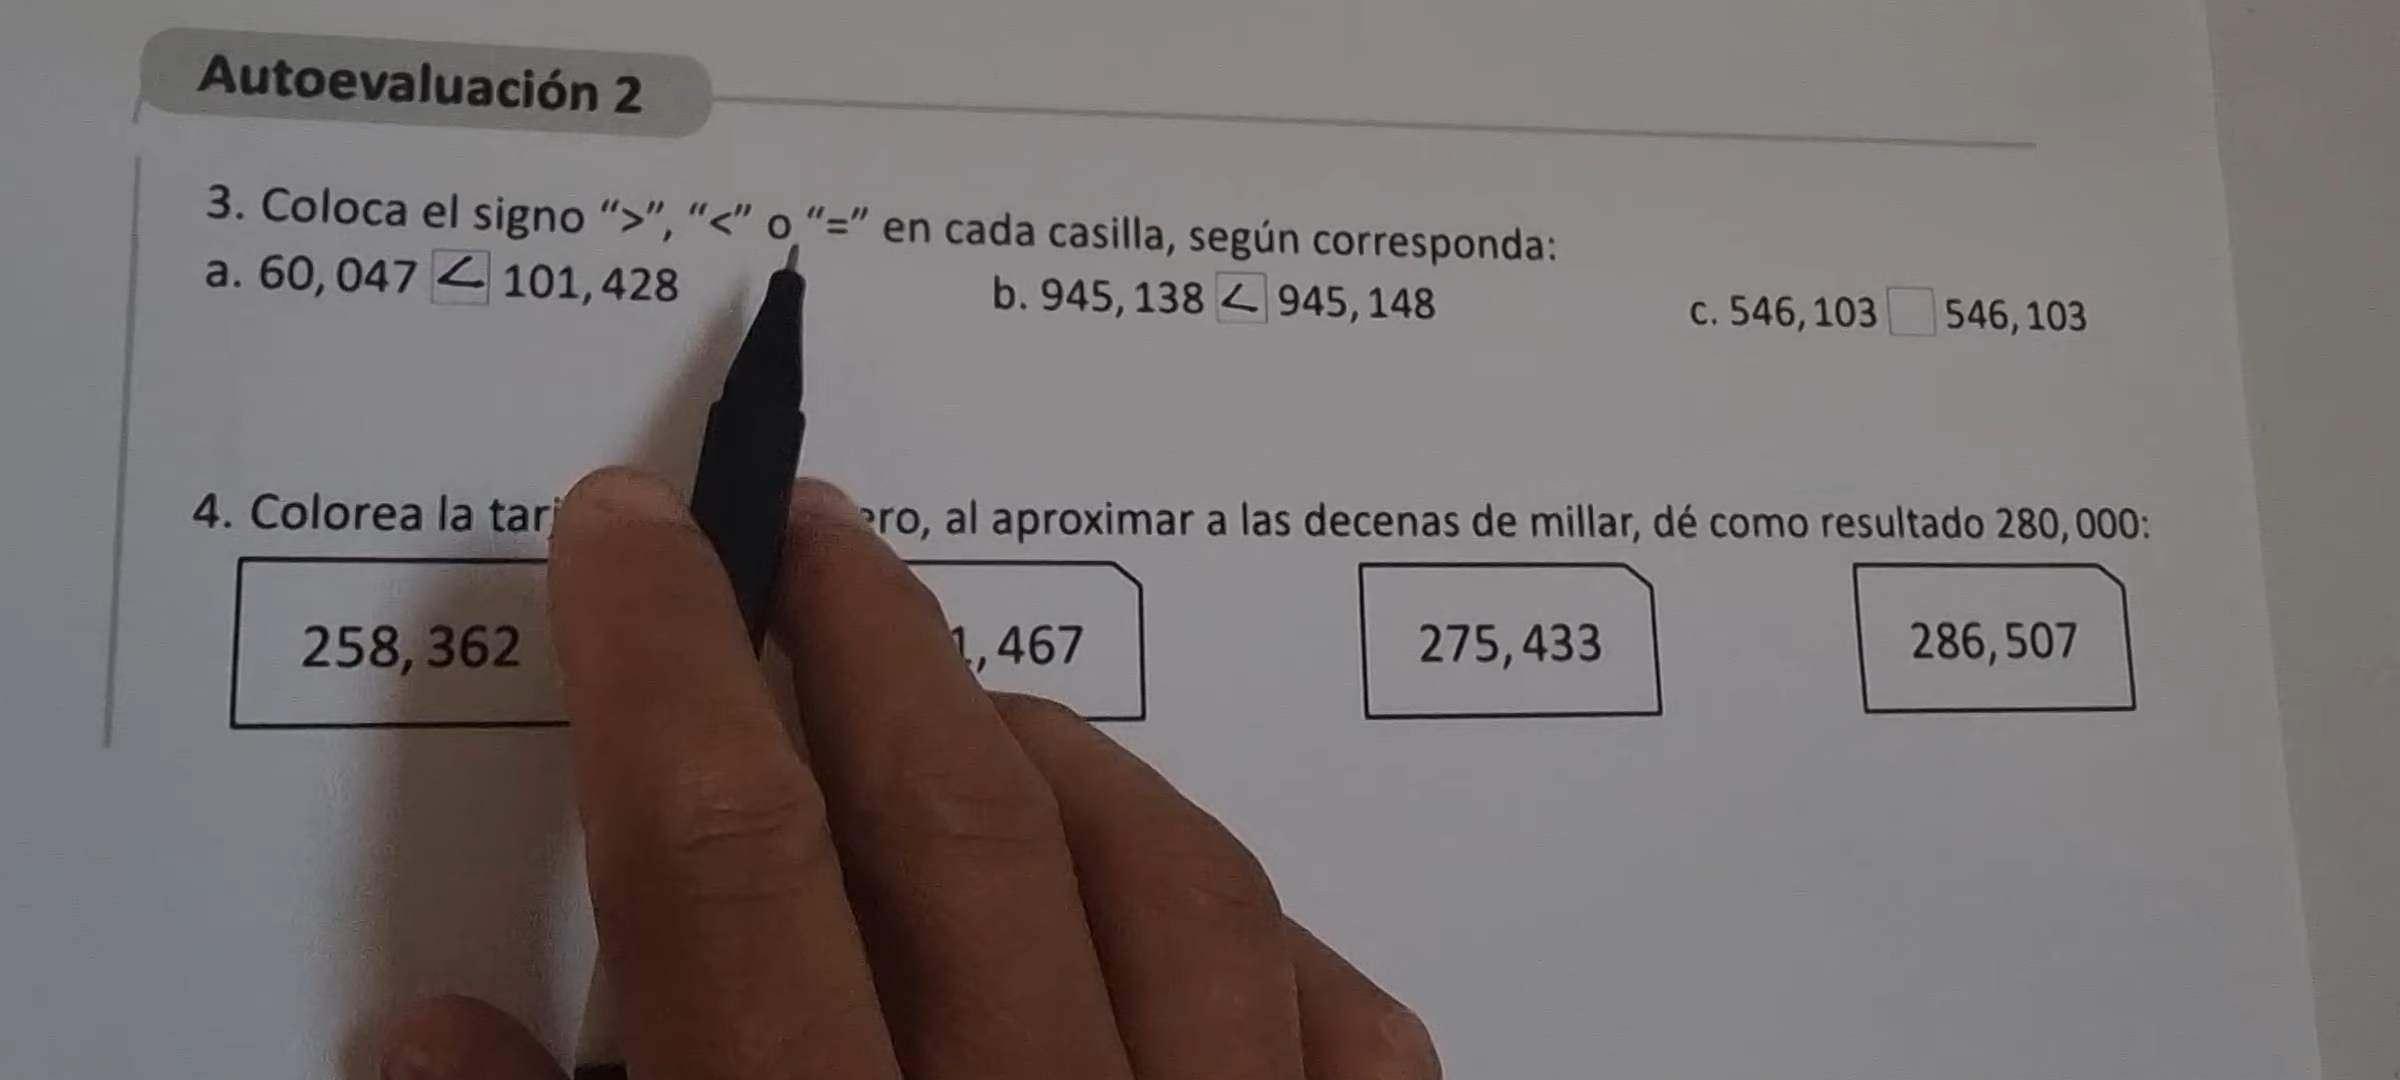 Autoevaluación 2
3. Coloca el signo “>”, “<” o “=” en cada casilla, según corresponda:
a. 60,047 < 101,428 b. 945,138 < 945,148 c. 546,103 546,103
4. Colorea la al aproximar a las decenas de millar, dé como resultado 280,000:
258,362 ,467 275,433 286,507